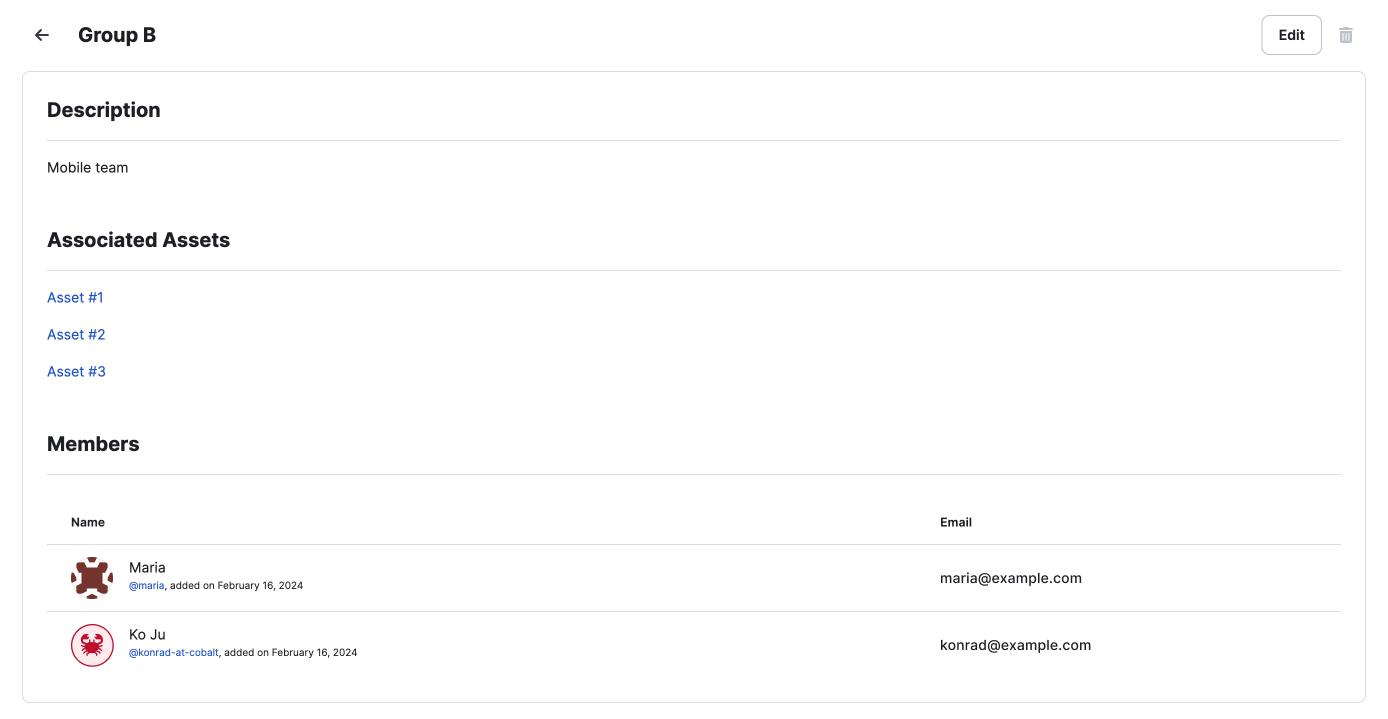 Group B
Edit
Description
Mobile team
Associated Assets
Asset #1
Asset #2
Asset #3
Members
Name Email
Maria
@maria, added on February 16, 2024
maria@example.com
Ko Ju
@konrad-at-cobalt, added on February 16, 2024
konrad@example.com